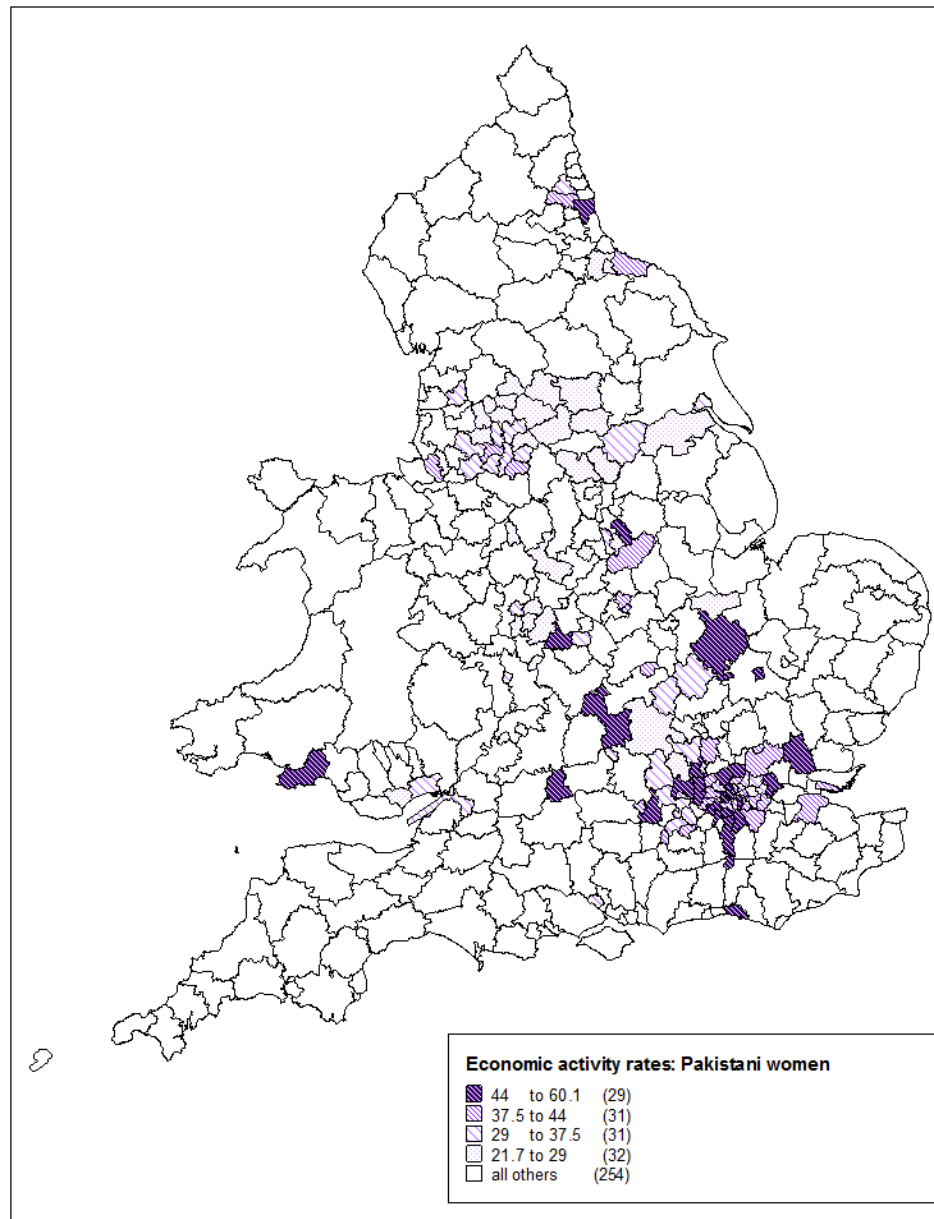 Economic activity rates: Pakistani women
44 to 60.1 (29)
37.5 to 44 (31)
29 to 37.5 (31)
21.7 to 29 (32)
all others (254)